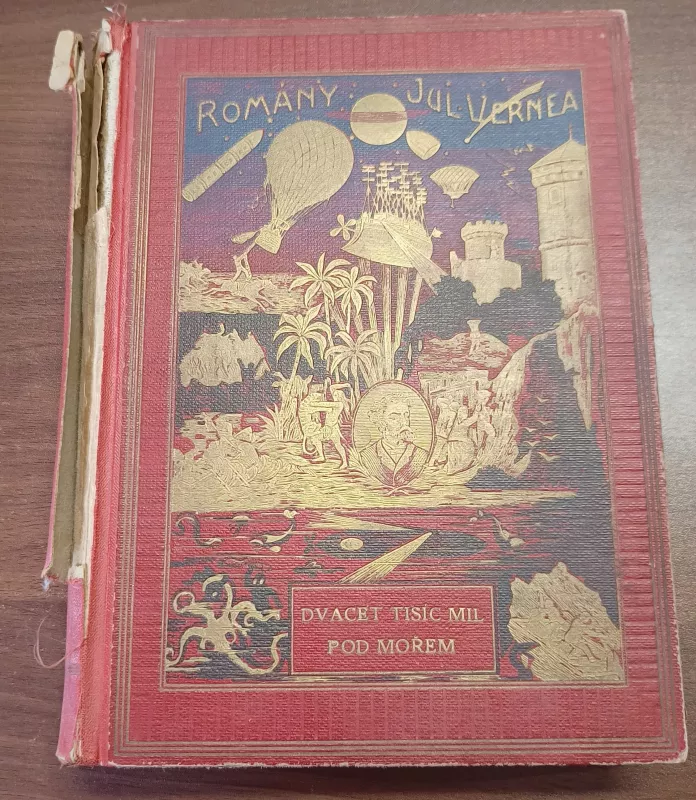 ROMÁNY JUL VERNEA
DVACET TISÍC MIL
POD MOŘEM